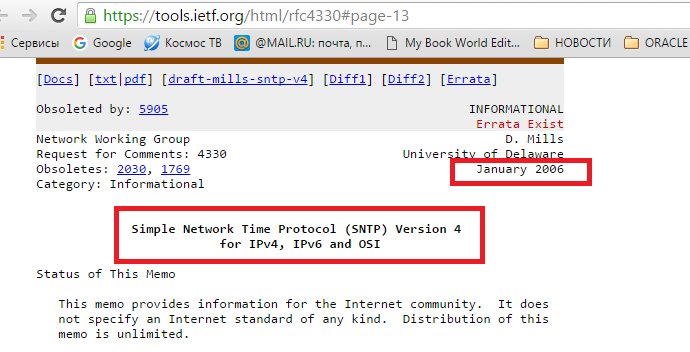 https://tools.ietf.org/html/rfc4330#page-13
Сервисы Google Космос ТВ @MAIL.RU: почта, п… My Book World Edit… НОВОСТИ ORACLE
[Docs] [txt|pdf] [draft-mills-sntp-v4] [Diff1] [Diff2] [Errata]
Obsoleted by: 5905 INFORMATIONAL
Errata Exist
Network Working Group D. Mills
Request for Comments: 4330 University of Delaware
Obsoletes: 2030, 1769 January 2006
Category: Informational
Simple Network Time Protocol (SNTP) Version 4
for IPv4, IPv6 and OSI
Status of This Memo
This memo provides information for the Internet community. It does
not specify an Internet standard of any kind. Distribution of this
memo is unlimited.